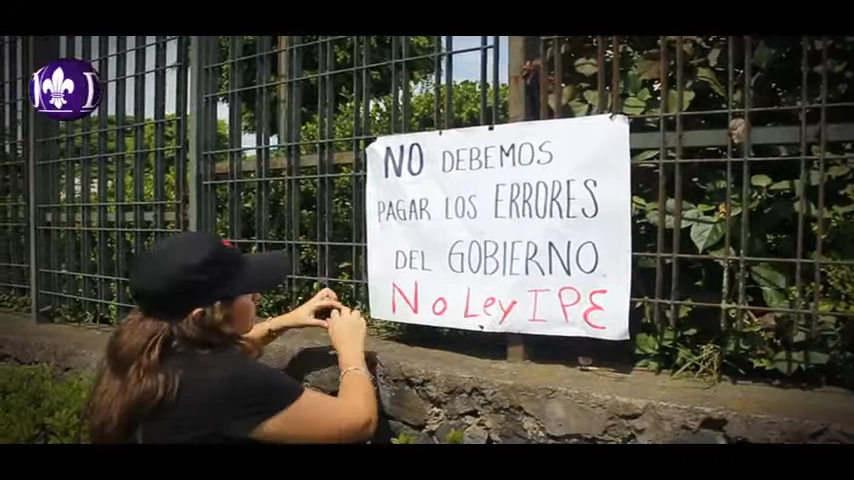 NO DEBEMOS
PAGAR LOS ERRORES
DEL GOBIERNO
No Ley IPE